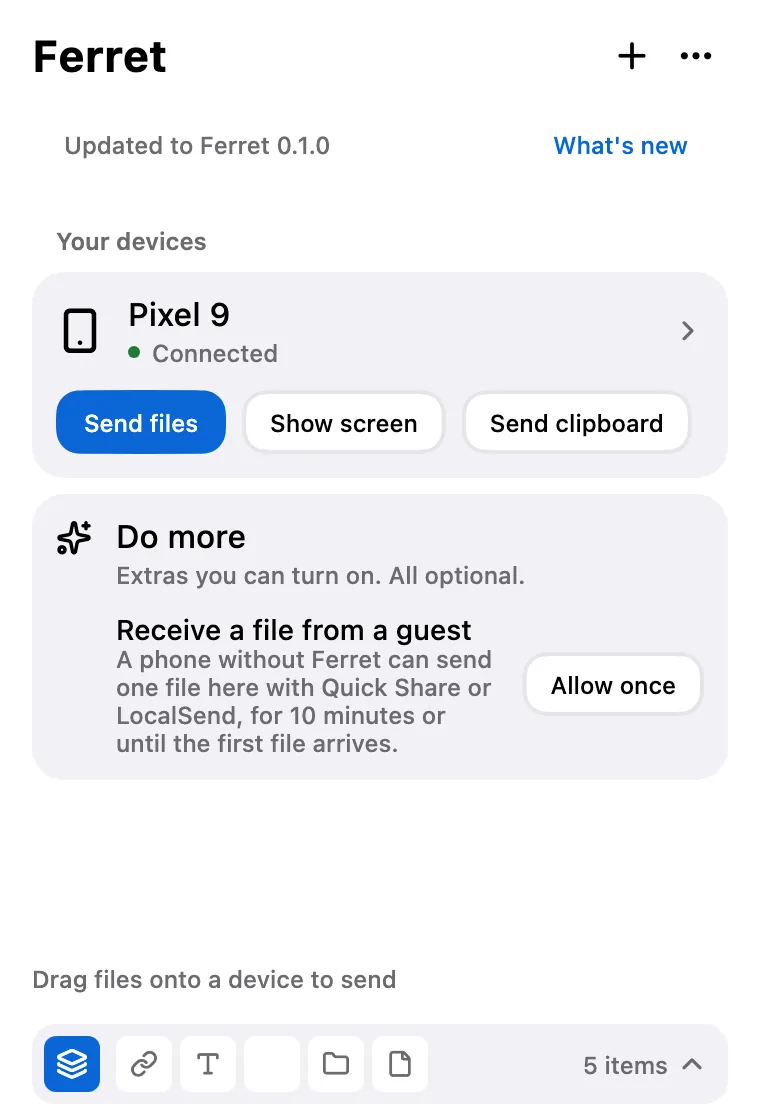 Ferret
Updated to Ferret 0.1.0
What's new
Your devices
Pixel 9
Connected
Send files
Show screen
Send clipboard
Do more
Extras you can turn on. All optional.
Receive a file from a guest
A phone without Ferret can send
one file here with Quick Share or
LocalSend, for 10 minutes or
until the first file arrives.
Allow once
Drag files onto a device to send
5 items